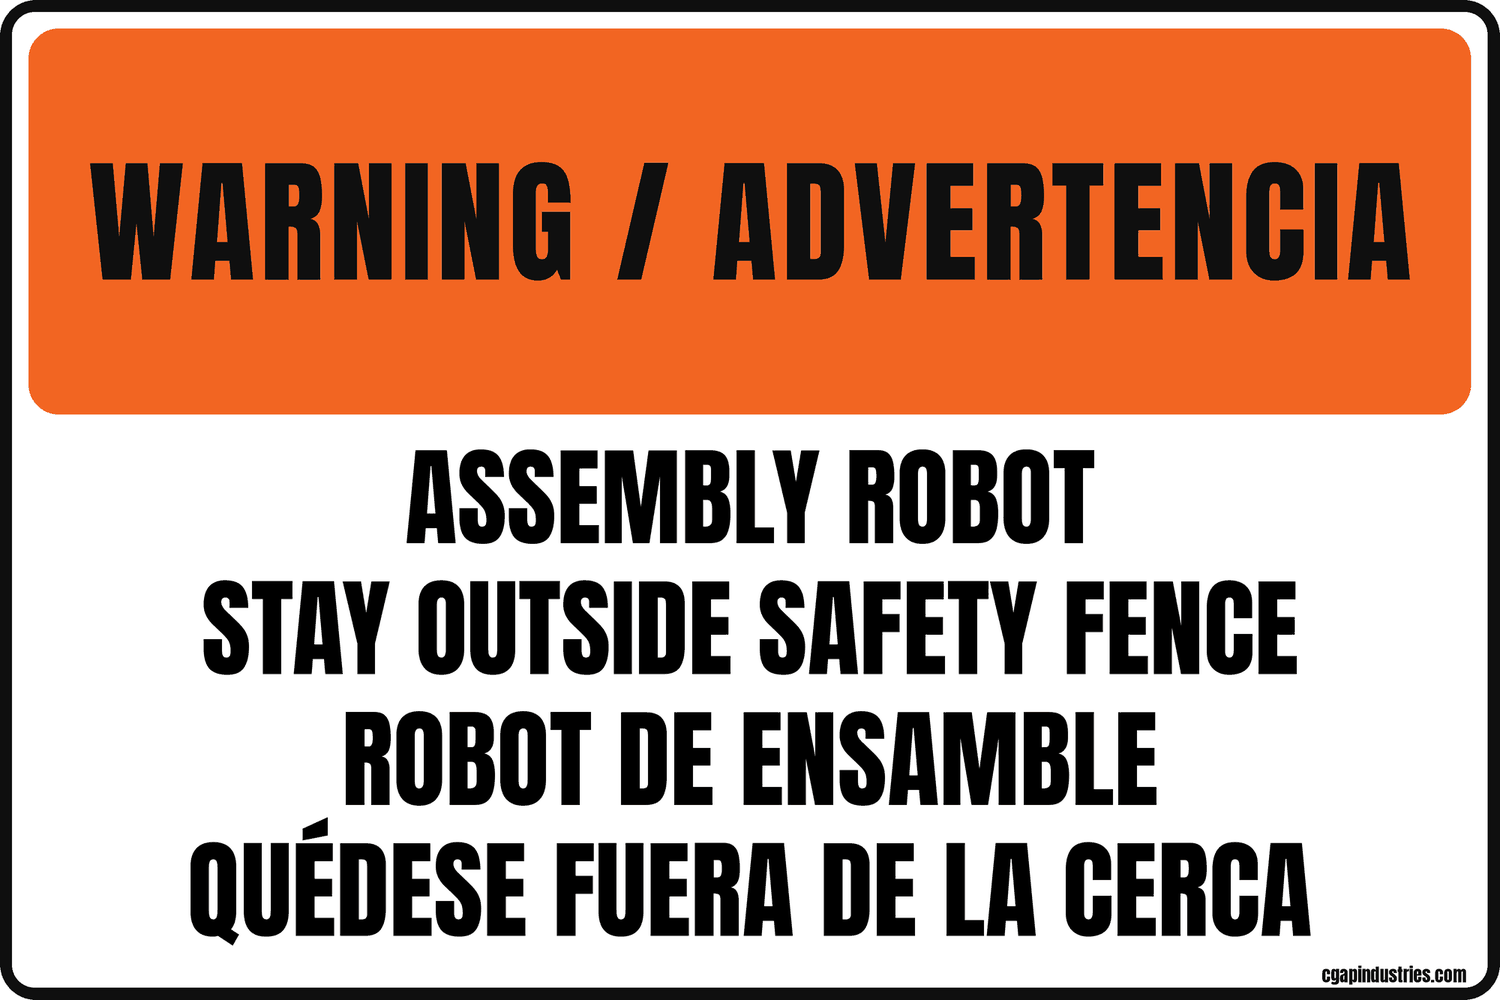 WARNING / ADVERTENCIA
ASSEMBLY ROBOT
STAY OUTSIDE SAFETY FENCE
ROBOT DE ENSAMBLE
QUÉDESE FUERA DE LA CERCA
cgapindustries.com